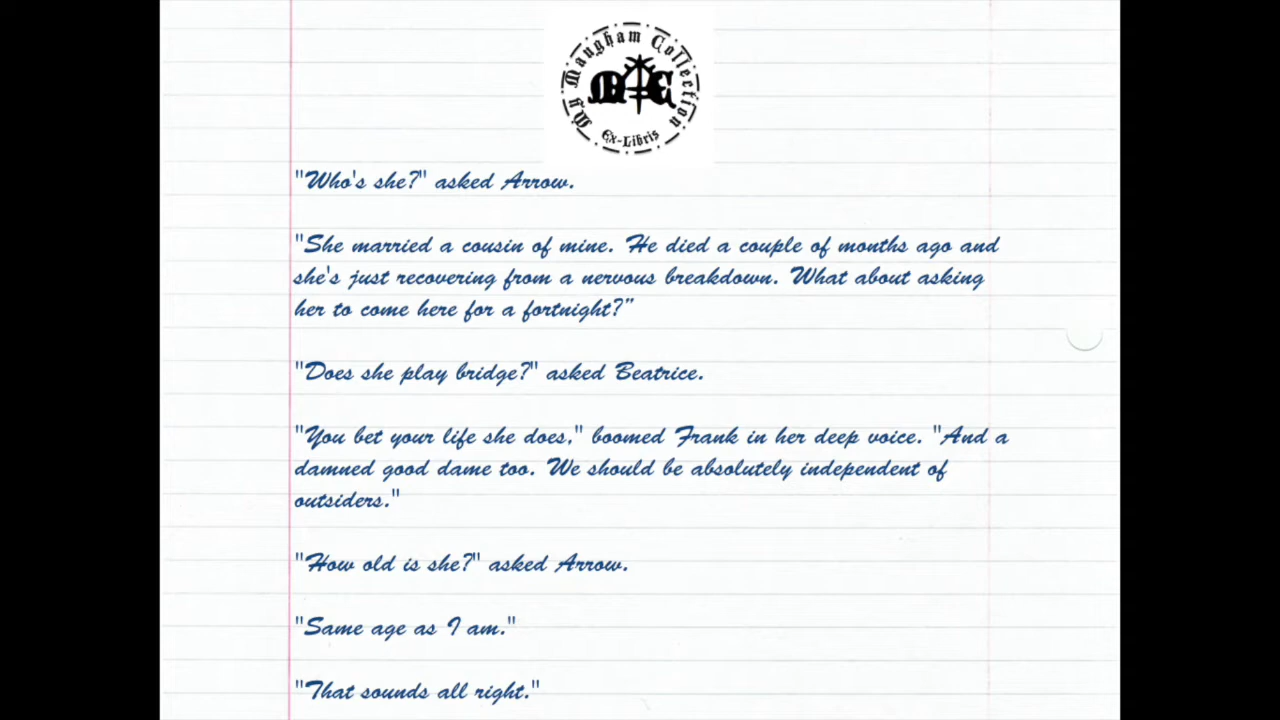 My Maugham Collection
MC
Ex-Libris
"Who's she?" asked Arrow.
"She married a cousin of mine. He died a couple of months ago and
she's just recovering from a nervous breakdown. What about asking
her to come here for a fortnight?”
"Does she play bridge?" asked Beatrice.
"You bet your life she does," boomed Frank in her deep voice. "And a
damned good dame too. We should be absolutely independent of
outsiders."
"How old is she?" asked Arrow.
"Same age as I am."
"That sounds all right."